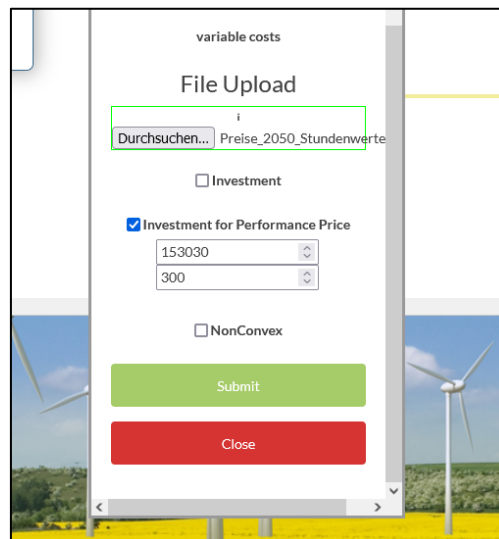 variable costs
File Upload
i
Durchsuchen... Preise_2050_Stundenwerte
Investment
Investment for Performance Price
153030
300
NonConvex
Submit
Close